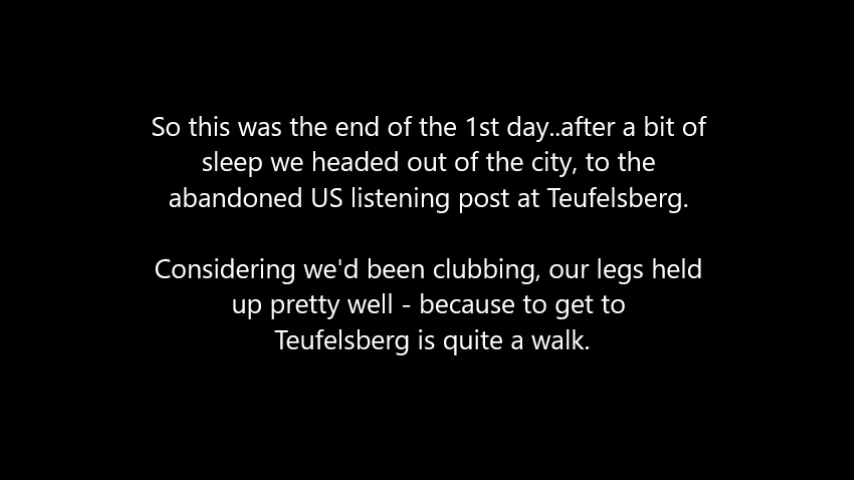 So this was the end of the 1st day..after a bit of
sleep we headed out of the city, to the
abandoned US listening post at Teufelsberg.
Considering we'd been clubbing, our legs held
up pretty well - because to get to
Teufelsberg is quite a walk.